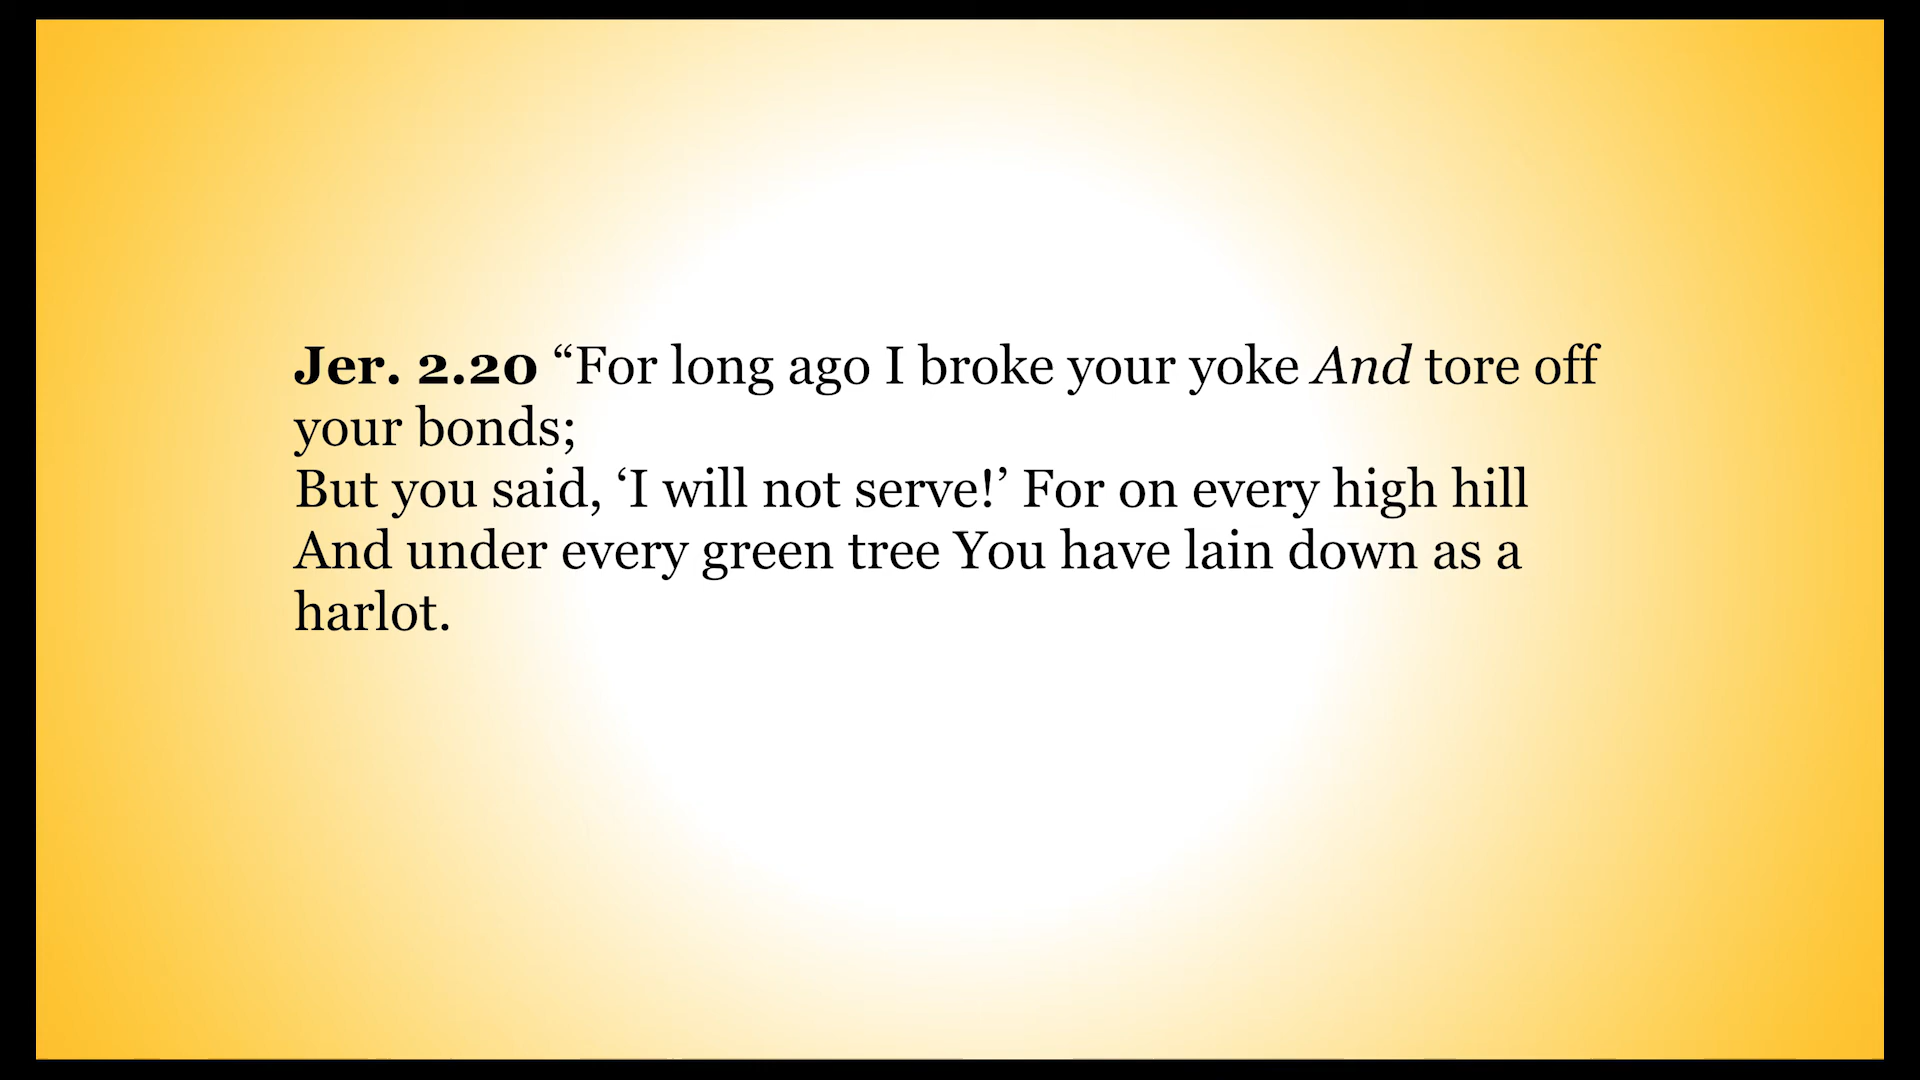 Jer. 2.20 “For long ago I broke your yoke And tore off
your bonds;
But you said, ‘I will not serve!’ For on every high hill
And under every green tree You have lain down as a
harlot.